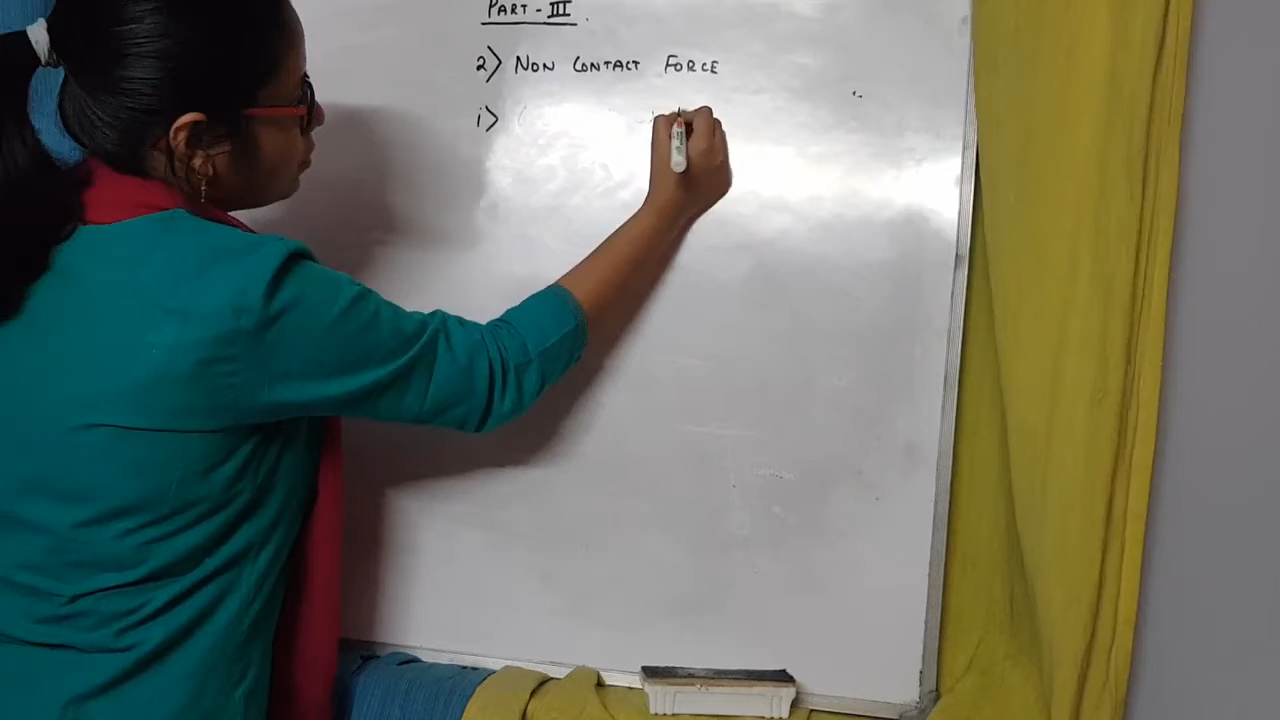 PART - III
2> NON CONTACT FORCE
i>